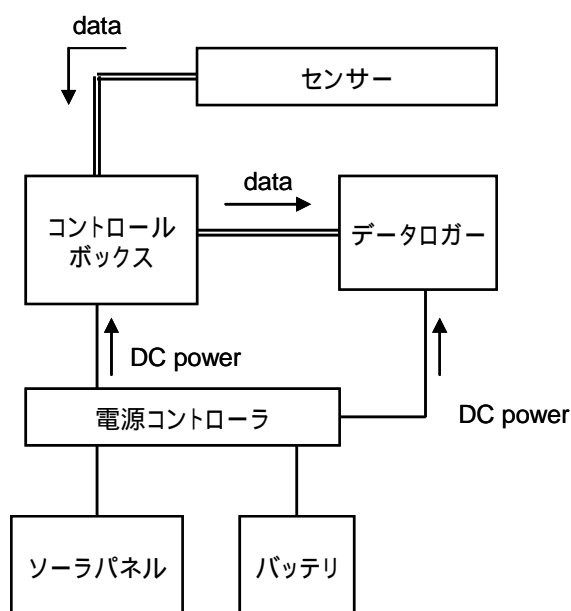 data
センサー
data
コントロール
ボックス
データロガー
DC power
電源コントローラ
DC power
ソーラパネル
バッテリ